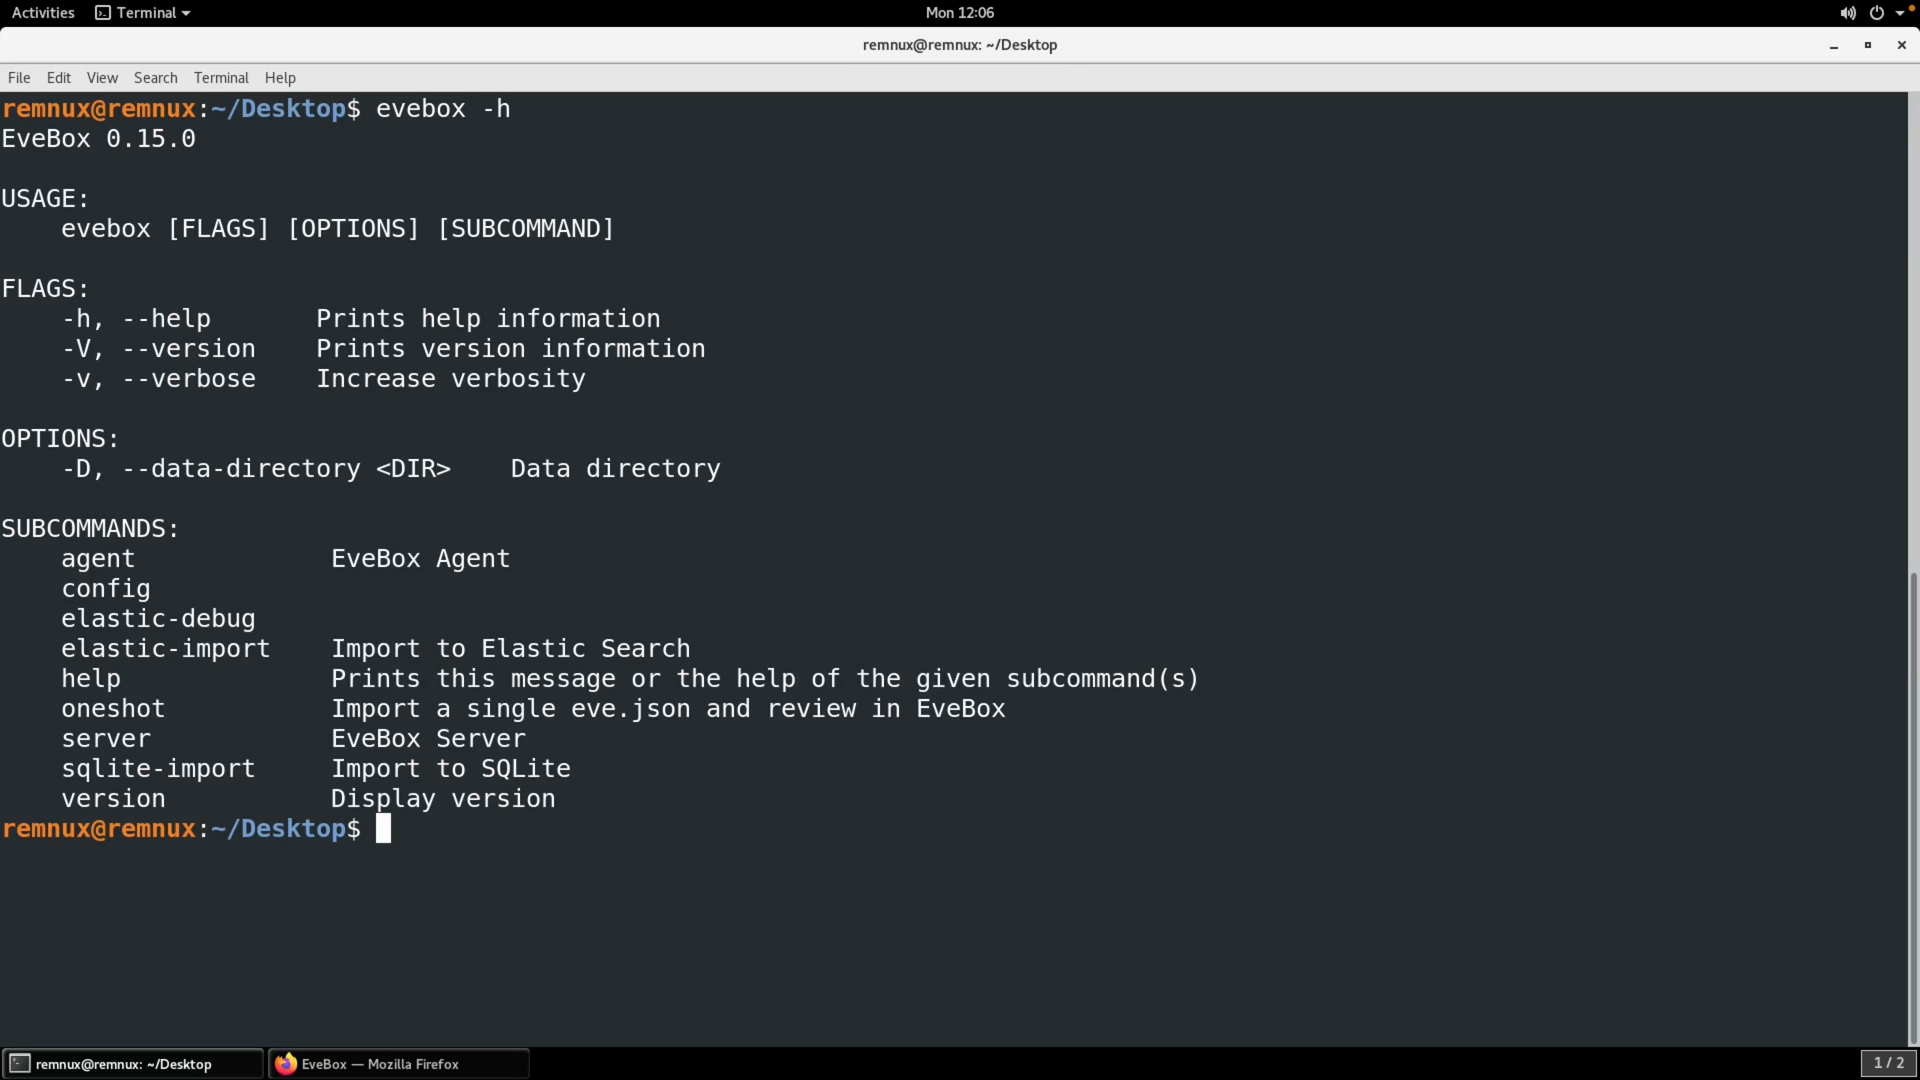 Activities Terminal Mon 12:06
remnux@remnux: ~/Desktop
File Edit View Search Terminal Help
remnux@remnux:~/Desktop$ evebox -h
EveBox 0.15.0
USAGE:
    evebox [FLAGS] [OPTIONS] [SUBCOMMAND]
FLAGS:
    -h, --help       Prints help information
    -V, --version    Prints version information
    -v, --verbose    Increase verbosity
OPTIONS:
    -D, --data-directory <DIR>    Data directory
SUBCOMMANDS:
    agent             EveBox Agent
    config
    elastic-debug
    elastic-import    Import to Elastic Search
    help              Prints this message or the help of the given subcommand(s)
    oneshot           Import a single eve.json and review in EveBox
    server            EveBox Server
    sqlite-import     Import to SQLite
    version           Display version
remnux@remnux:~/Desktop$
remnux@remnux: ~/Desktop EveBox — Mozilla Firefox 1 / 2